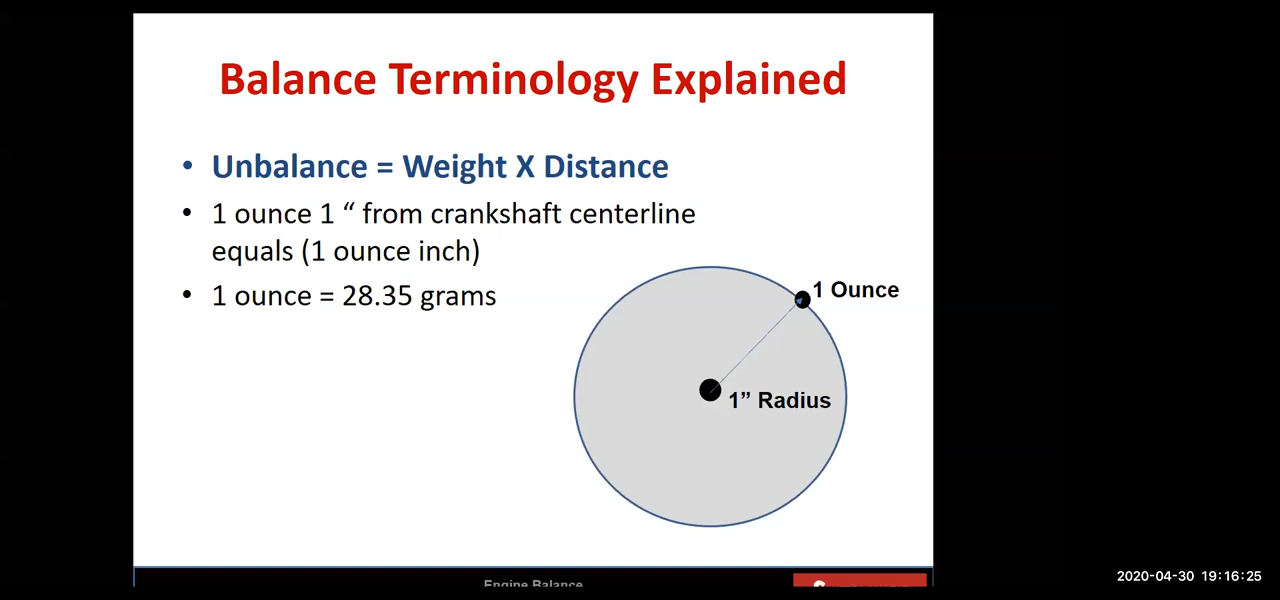 Balance Terminology Explained
• Unbalance = Weight X Distance
• 1 ounce 1 “ from crankshaft centerline
equals (1 ounce inch)
• 1 ounce = 28.35 grams
1 Ounce
1” Radius
Engine Balance
2020-04-30 19:16:25